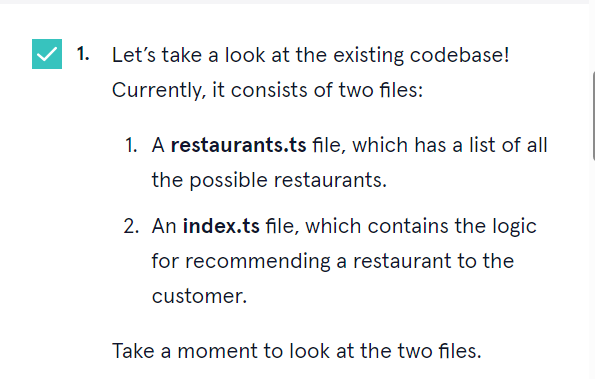 1. Let's take a look at the existing codebase!
Currently, it consists of two files:
1. A restaurants.ts file, which has a list of all
the possible restaurants.
2. An index.ts file, which contains the logic
for recommending a restaurant to the
customer.
Take a moment to look at the two files.